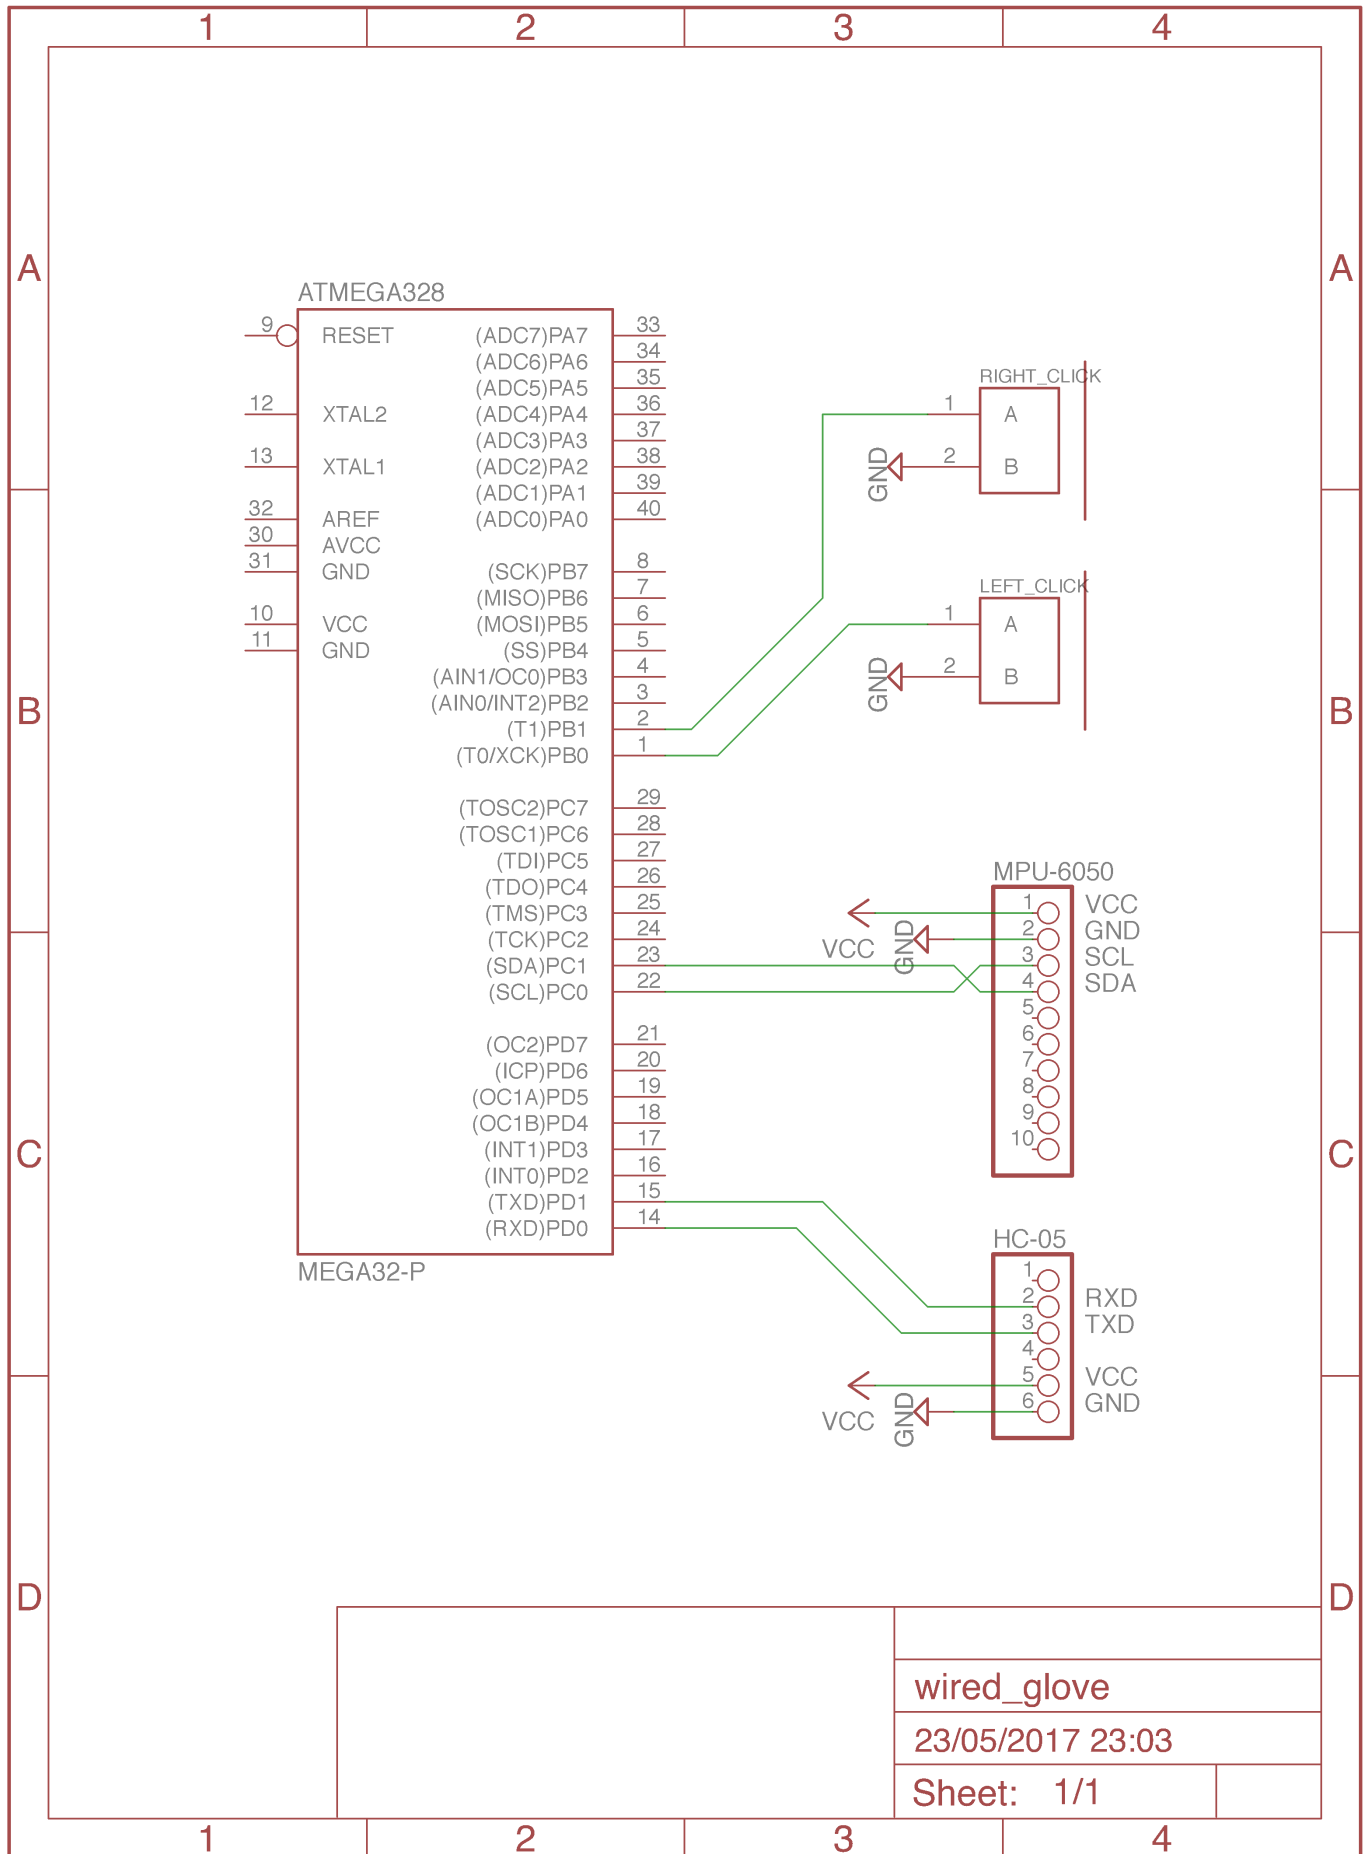 1 2 3 4
A A
ATMEGA328
9 RESET (ADC7)PA7 33
(ADC6)PA6 34
(ADC5)PA5 35
12 XTAL2 (ADC4)PA4 36
(ADC3)PA3 37
13 XTAL1 (ADC2)PA2 38
(ADC1)PA1 39
32 AREF (ADC0)PA0 40
30 AVCC
31 GND (SCK)PB7 8
(MISO)PB6 7
10 VCC (MOSI)PB5 6
11 GND (SS)PB4 5
(AIN1/OC0)PB3 4
(AIN0/INT2)PB2 3
(T1)PB1 2
(T0/XCK)PB0 1
(TOSC2)PC7 29
(TOSC1)PC6 28
(TDI)PC5 27
(TDO)PC4 26
(TMS)PC3 25
(TCK)PC2 24
(SDA)PC1 23
(SCL)PC0 22
(OC2)PD7 21
(ICP)PD6 20
(OC1A)PD5 19
(OC1B)PD4 18
(INT1)PD3 17
(INT0)PD2 16
(TXD)PD1 15
(RXD)PD0 14
MEGA32-P
RIGHT_CLICK
1 A
GND 2 B
LEFT_CLICK
1 A
GND 2 B
B B
MPU-6050
VCC 1 VCC
GND 2 GND
3 SCL
4 SDA
5
6
7
8
9
10
C C
HC-05
1
2 RXD
3 TXD
4
VCC 5 VCC
GND 6 GND
D D
wired_glove
23/05/2017 23:03
Sheet: 1/1
1 2 3 4